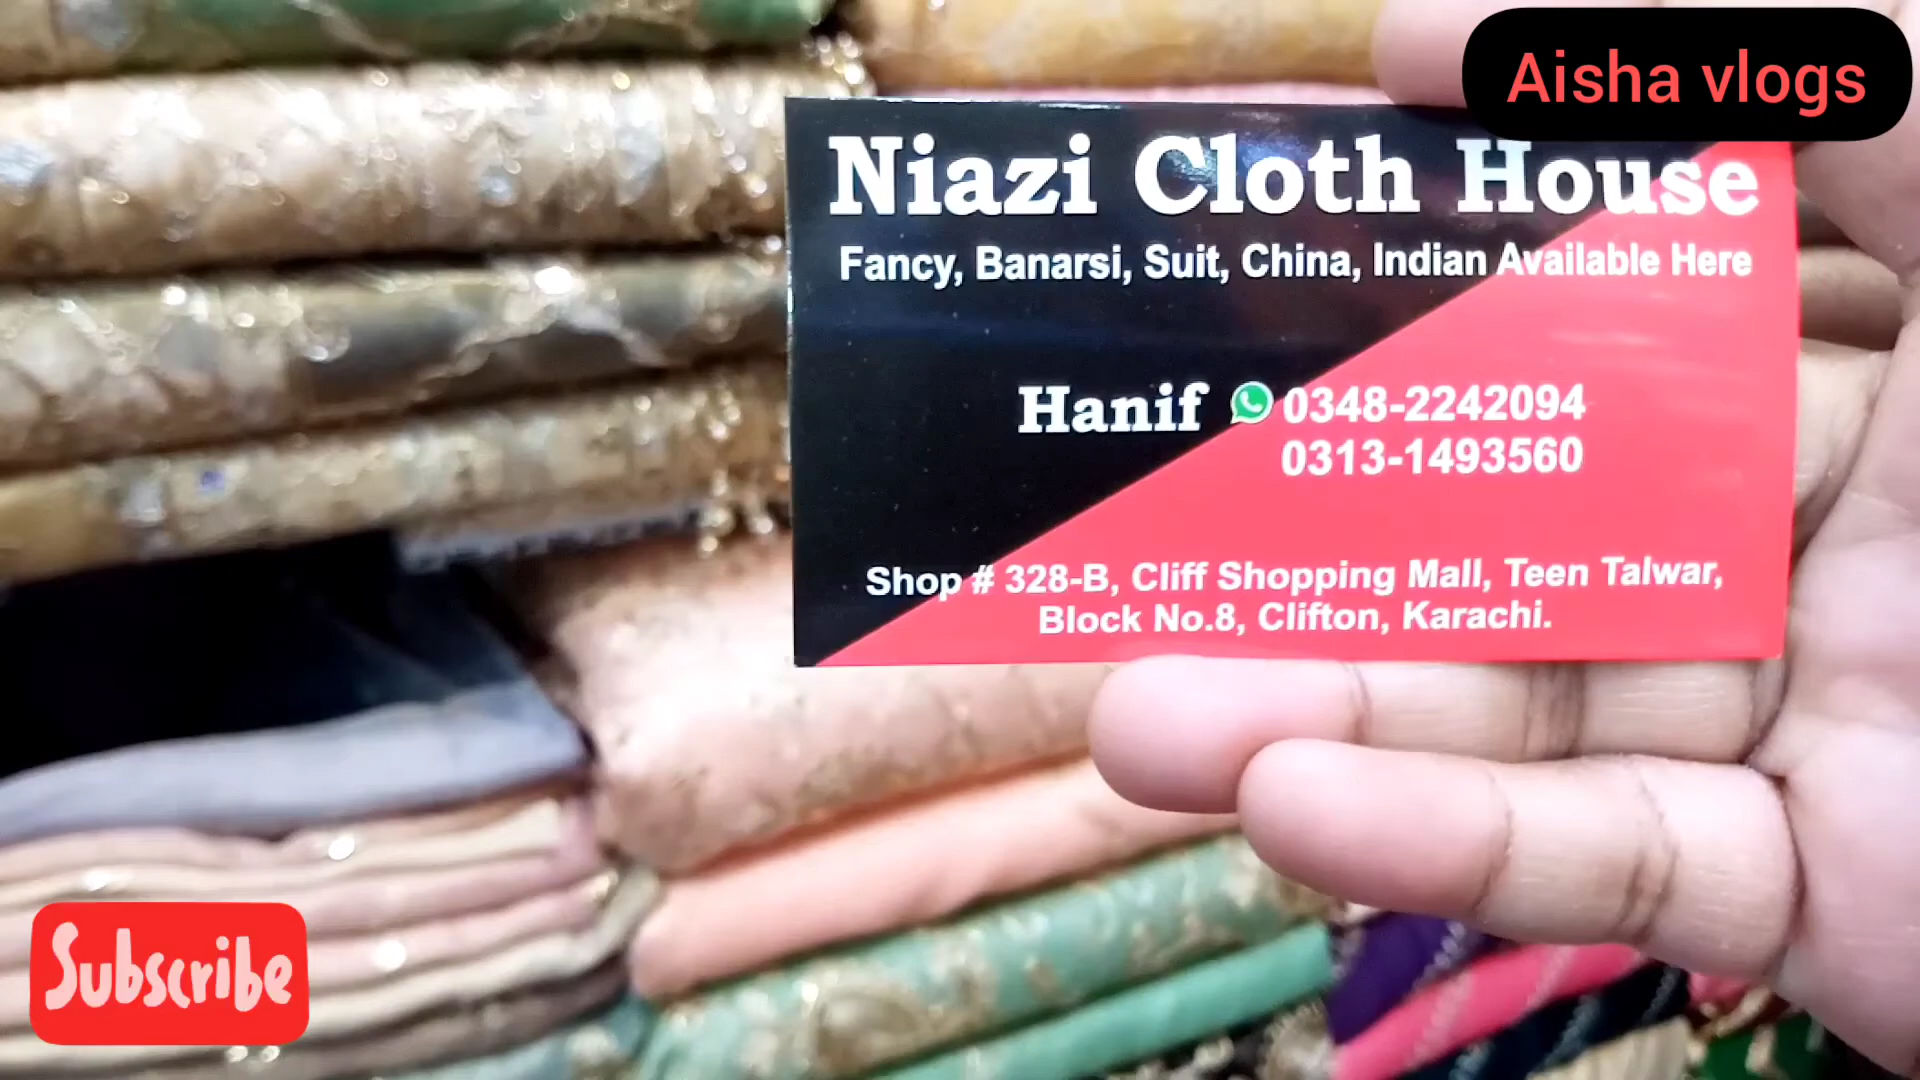 Aisha vlogs
Niazi Cloth House
Fancy, Banarsi, Suit, China, Indian Available Here
Hanif 0348-2242094
0313-1493560
Shop # 328-B, Cliff Shopping Mall, Teen Talwar,
Block No.8, Clifton, Karachi.
Subscribe